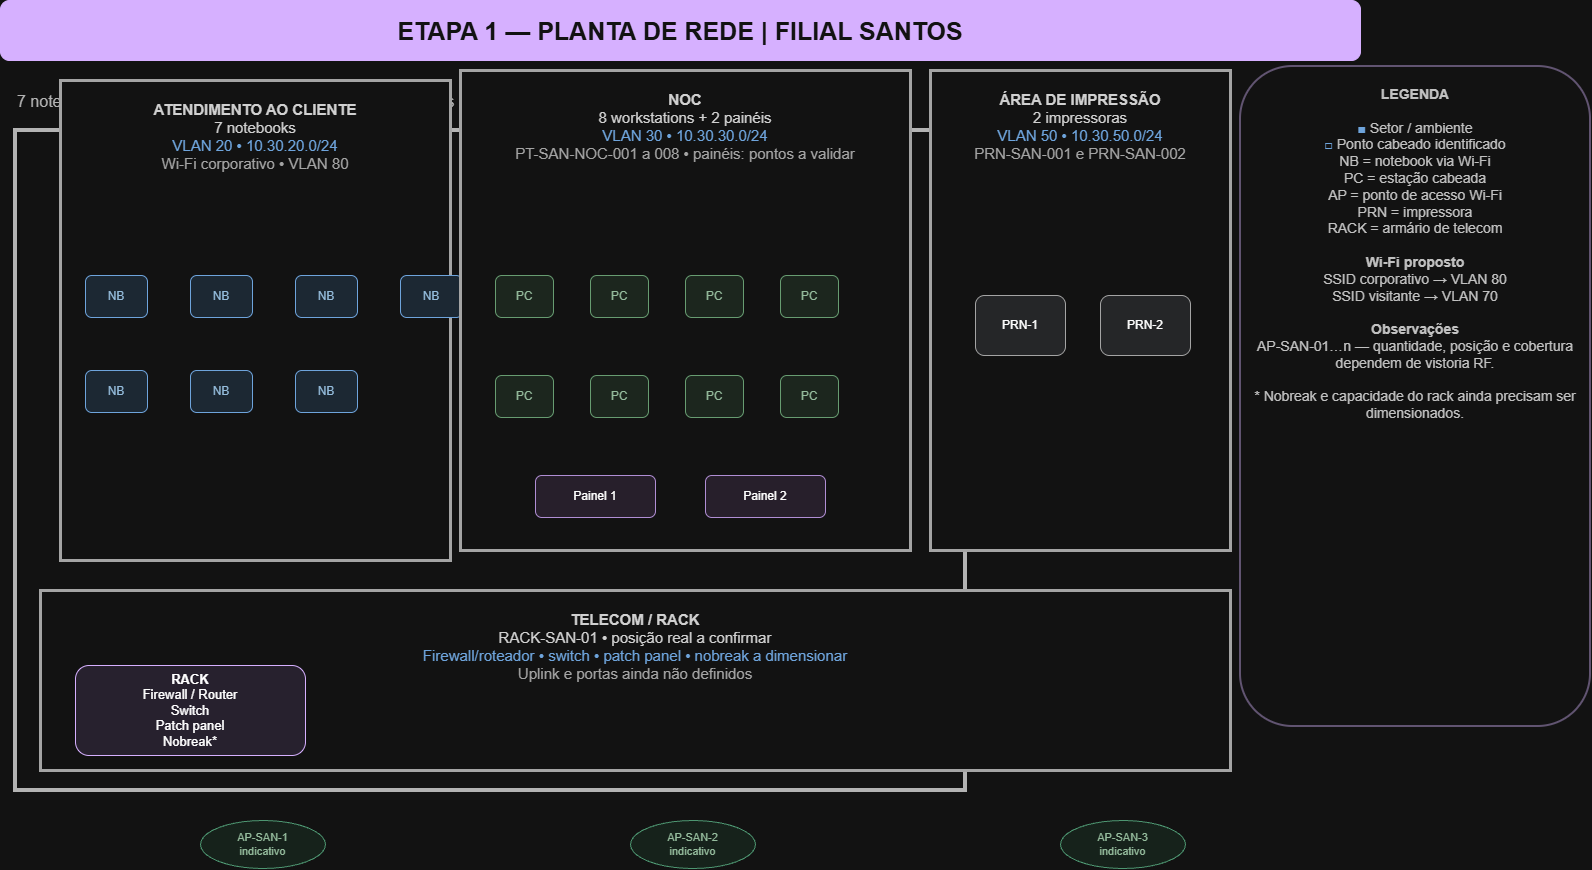 ETAPA 1 — PLANTA DE REDE | FILIAL SANTOS
7 note
ATENDIMENTO AO CLIENTE
7 notebooks
VLAN 20 • 10.30.20.0/24
Wi-Fi corporativo • VLAN 80
NB
NB
NB
NB
NB
NB
NB
NOC
8 workstations + 2 painéis
VLAN 30 • 10.30.30.0/24
PT-SAN-NOC-001 a 008 • painéis: pontos a validar
PC
PC
PC
PC
PC
PC
PC
PC
Painel 1
Painel 2
ÁREA DE IMPRESSÃO
2 impressoras
VLAN 50 • 10.30.50.0/24
PRN-SAN-001 e PRN-SAN-002
PRN-1
PRN-2
LEGENDA
■ Setor / ambiente
□ Ponto cabeado identificado
NB = notebook via Wi-Fi
PC = estação cabeada
AP = ponto de acesso Wi-Fi
PRN = impressora
RACK = armário de telecom
Wi-Fi proposto
SSID corporativo → VLAN 80
SSID visitante → VLAN 70
Observações
AP-SAN-01...n — quantidade, posição e cobertura
dependem de vistoria RF.
* Nobreak e capacidade do rack ainda precisam ser
dimensionados.
TELECOM / RACK
RACK-SAN-01 • posição real a confirmar
Firewall/roteador • switch • patch panel • nobreak a dimensionar
Uplink e portas ainda não definidos
RACK
Firewall / Router
Switch
Patch panel
Nobreak*
AP-SAN-1
indicativo
AP-SAN-2
indicativo
AP-SAN-3
indicativo